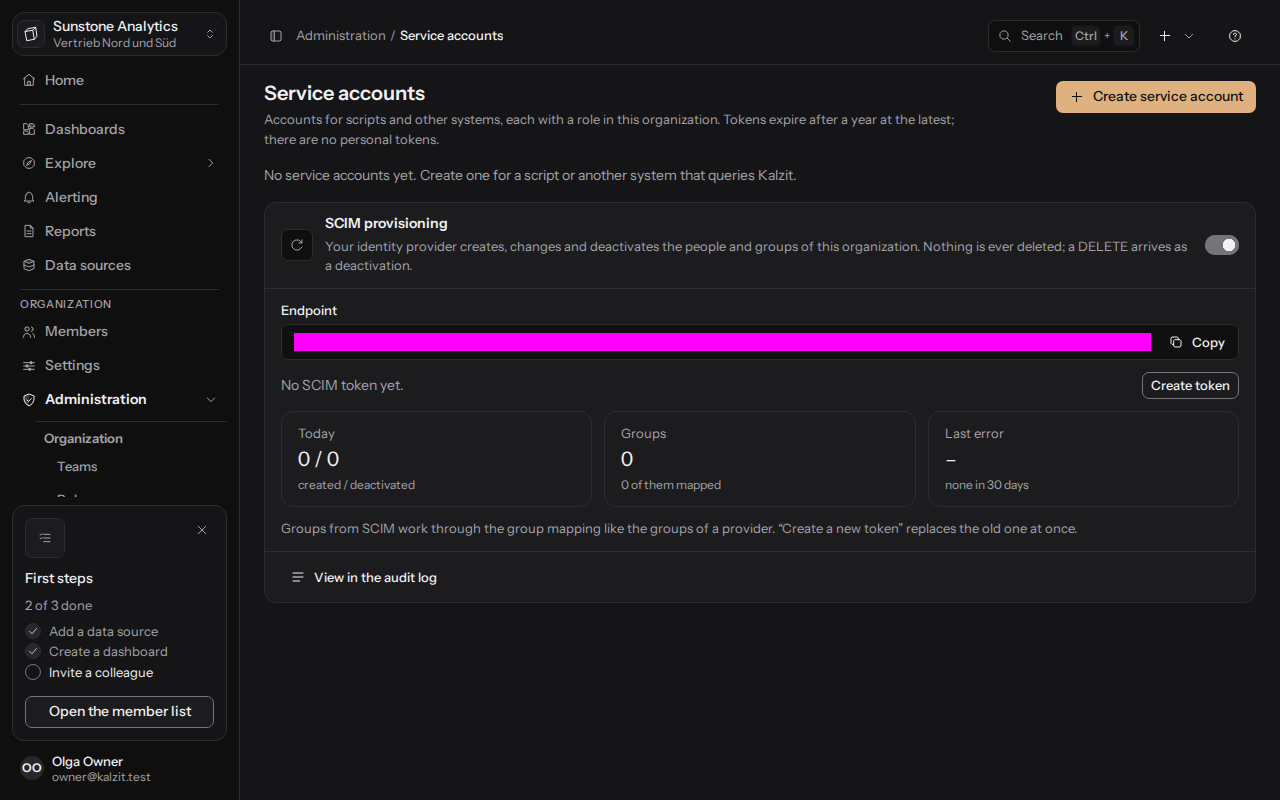 Sunstone Analytics
Vertrieb Nord und Süd
Home
Dashboards
Explore
Alerting
Reports
Data sources
ORGANIZATION
Members
Settings
Administration
Organization
Teams
First steps
2 of 3 done
Add a data source
Create a dashboard
Invite a colleague
Open the member list
OO
Olga Owner
owner@kalzit.test
Administration / Service accounts
Search Ctrl + K
Service accounts
Create service account
Accounts for scripts and other systems, each with a role in this organization. Tokens expire after a year at the latest;
there are no personal tokens.
No service accounts yet. Create one for a script or another system that queries Kalzit.
SCIM provisioning
Your identity provider creates, changes and deactivates the people and groups of this organization. Nothing is ever deleted; a DELETE arrives as
a deactivation.
Endpoint
Copy
No SCIM token yet.
Create token
Today
0 / 0
created / deactivated
Groups
0
0 of them mapped
Last error
–
none in 30 days
Groups from SCIM work through the group mapping like the groups of a provider. “Create a new token” replaces the old one at once.
View in the audit log